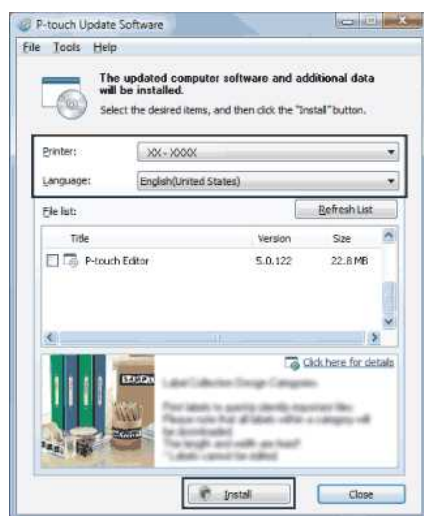 P-touch Update Software
File Tools Help
The updated computer software and additional data
will be installed.
Select the desired items, and then click the "Install" button.
Printer: XX - XXXX
Language: English(United States)
File list: Refresh List
Title Version Size
P-touch Editor 5.0.122 22.8 MB
Click here for details
Label Collection Design Categories
Install Close